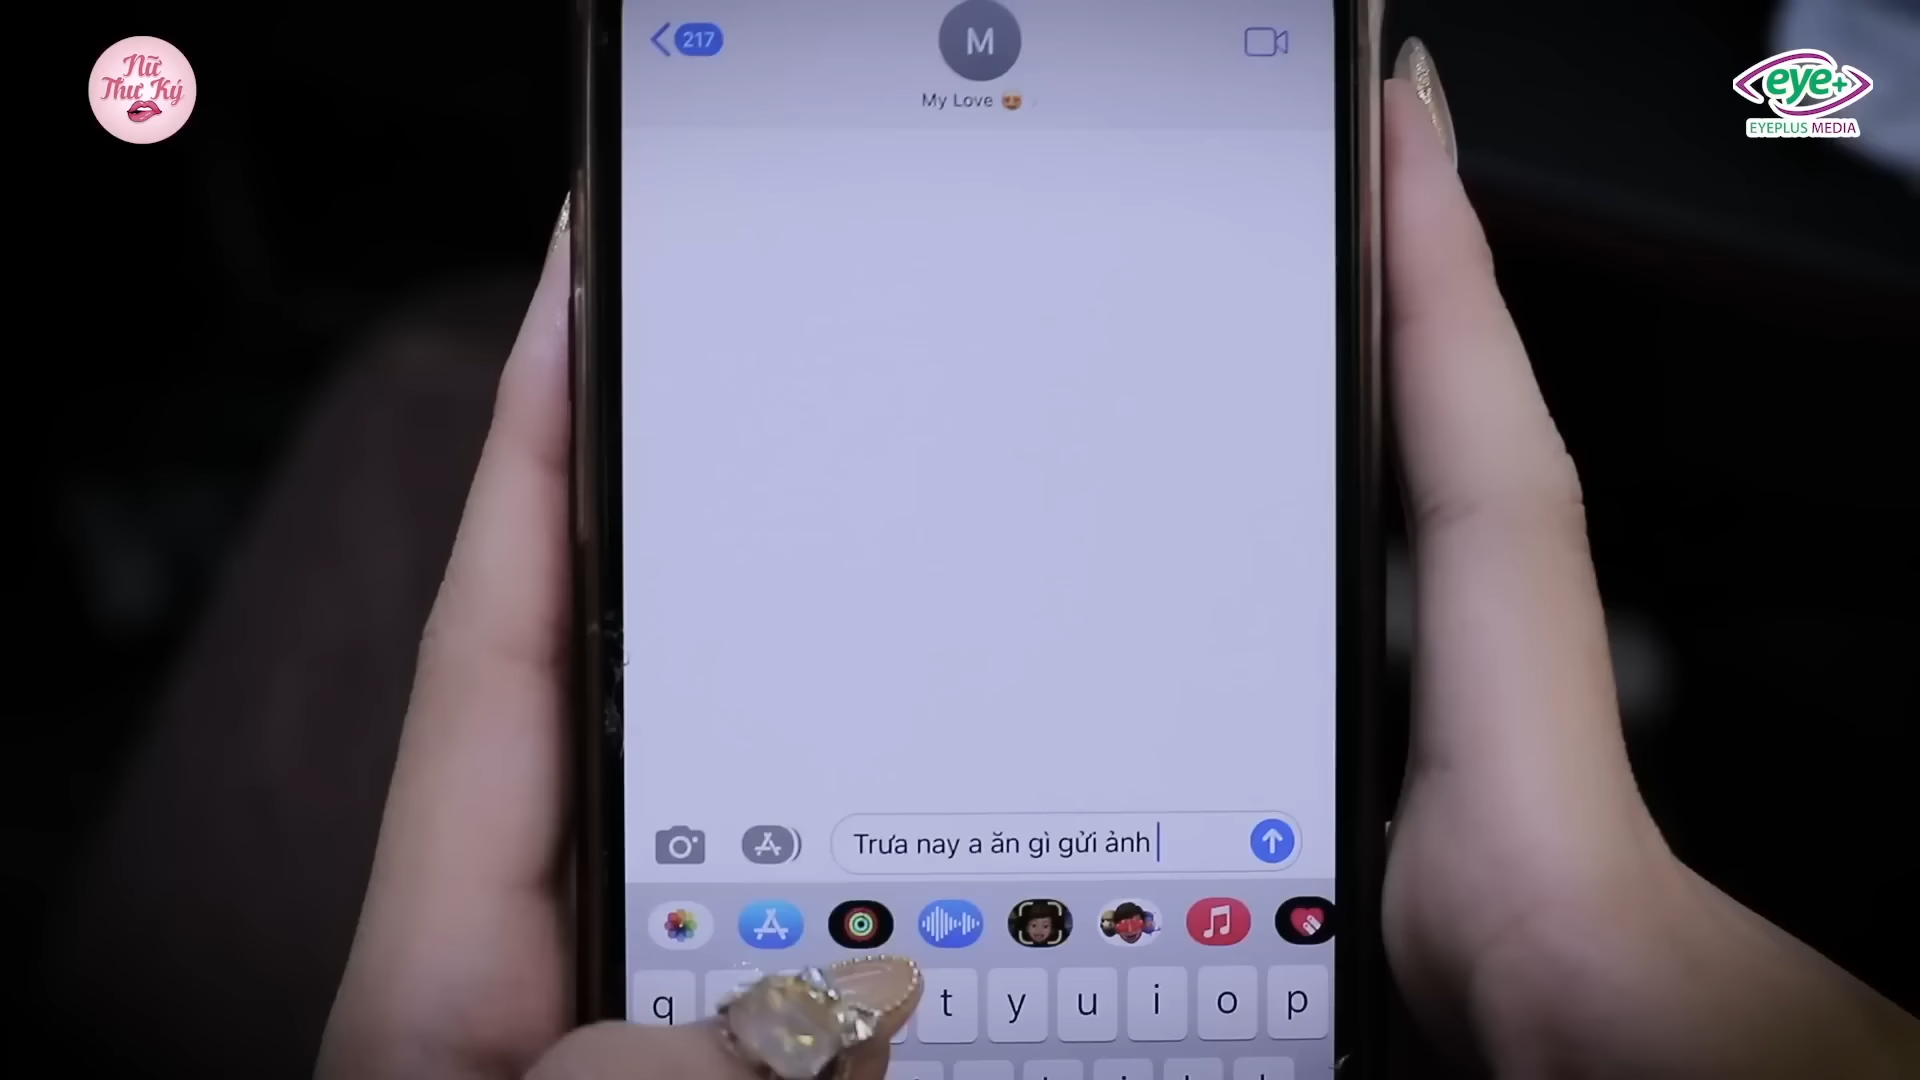 Nữ
Thư Ký
217
M
My Love 😍
eye+
EYEPLUS MEDIA
Trưa nay a ăn gì gửi ảnh
q t y u i o p